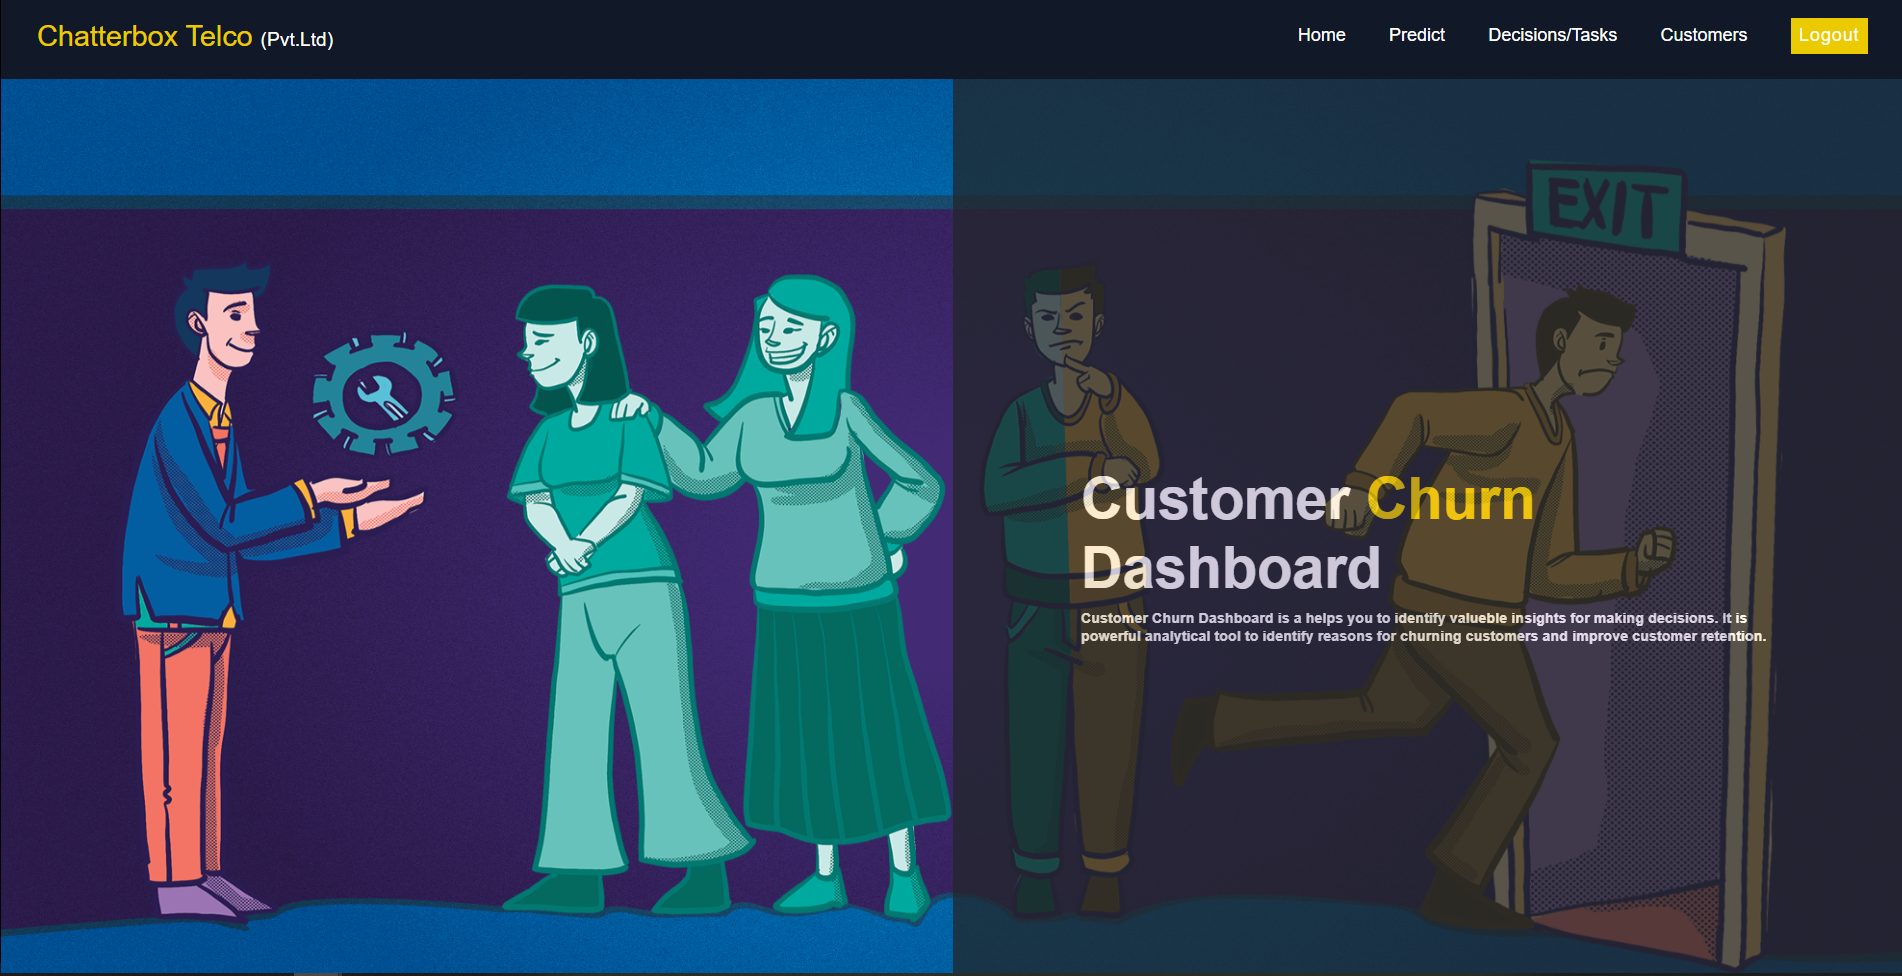 Chatterbox Telco (Pvt.Ltd)
Home Predict Decisions/Tasks Customers Logout
EXIT
Customer Churn
Dashboard
Customer Churn Dashboard is a helps you to identify valueble insights for making decisions. It is
powerful analytical tool to identify reasons for churning customers and improve customer retention.